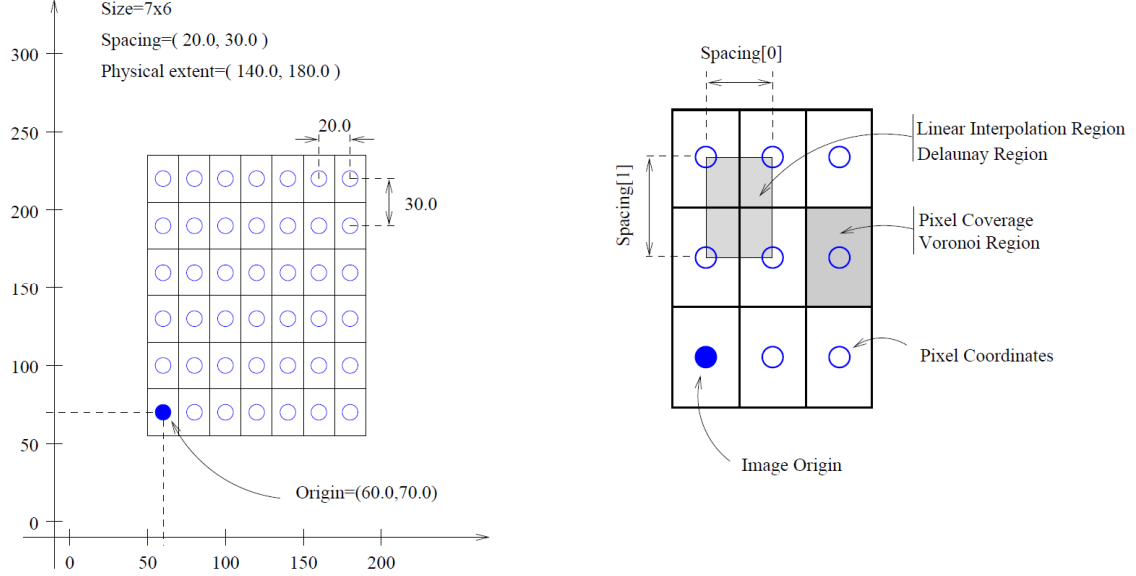 Size=7x6
Spacing=( 20.0, 30.0 )
Physical extent=( 140.0, 180.0 )
300
250
200
150
100
50
0
20.0
30.0
Origin=(60.0,70.0)
0
50
100
150
200
Spacing[0]
Spacing[1]
Linear Interpolation Region
Delaunay Region
Pixel Coverage
Voronoi Region
Pixel Coordinates
Image Origin